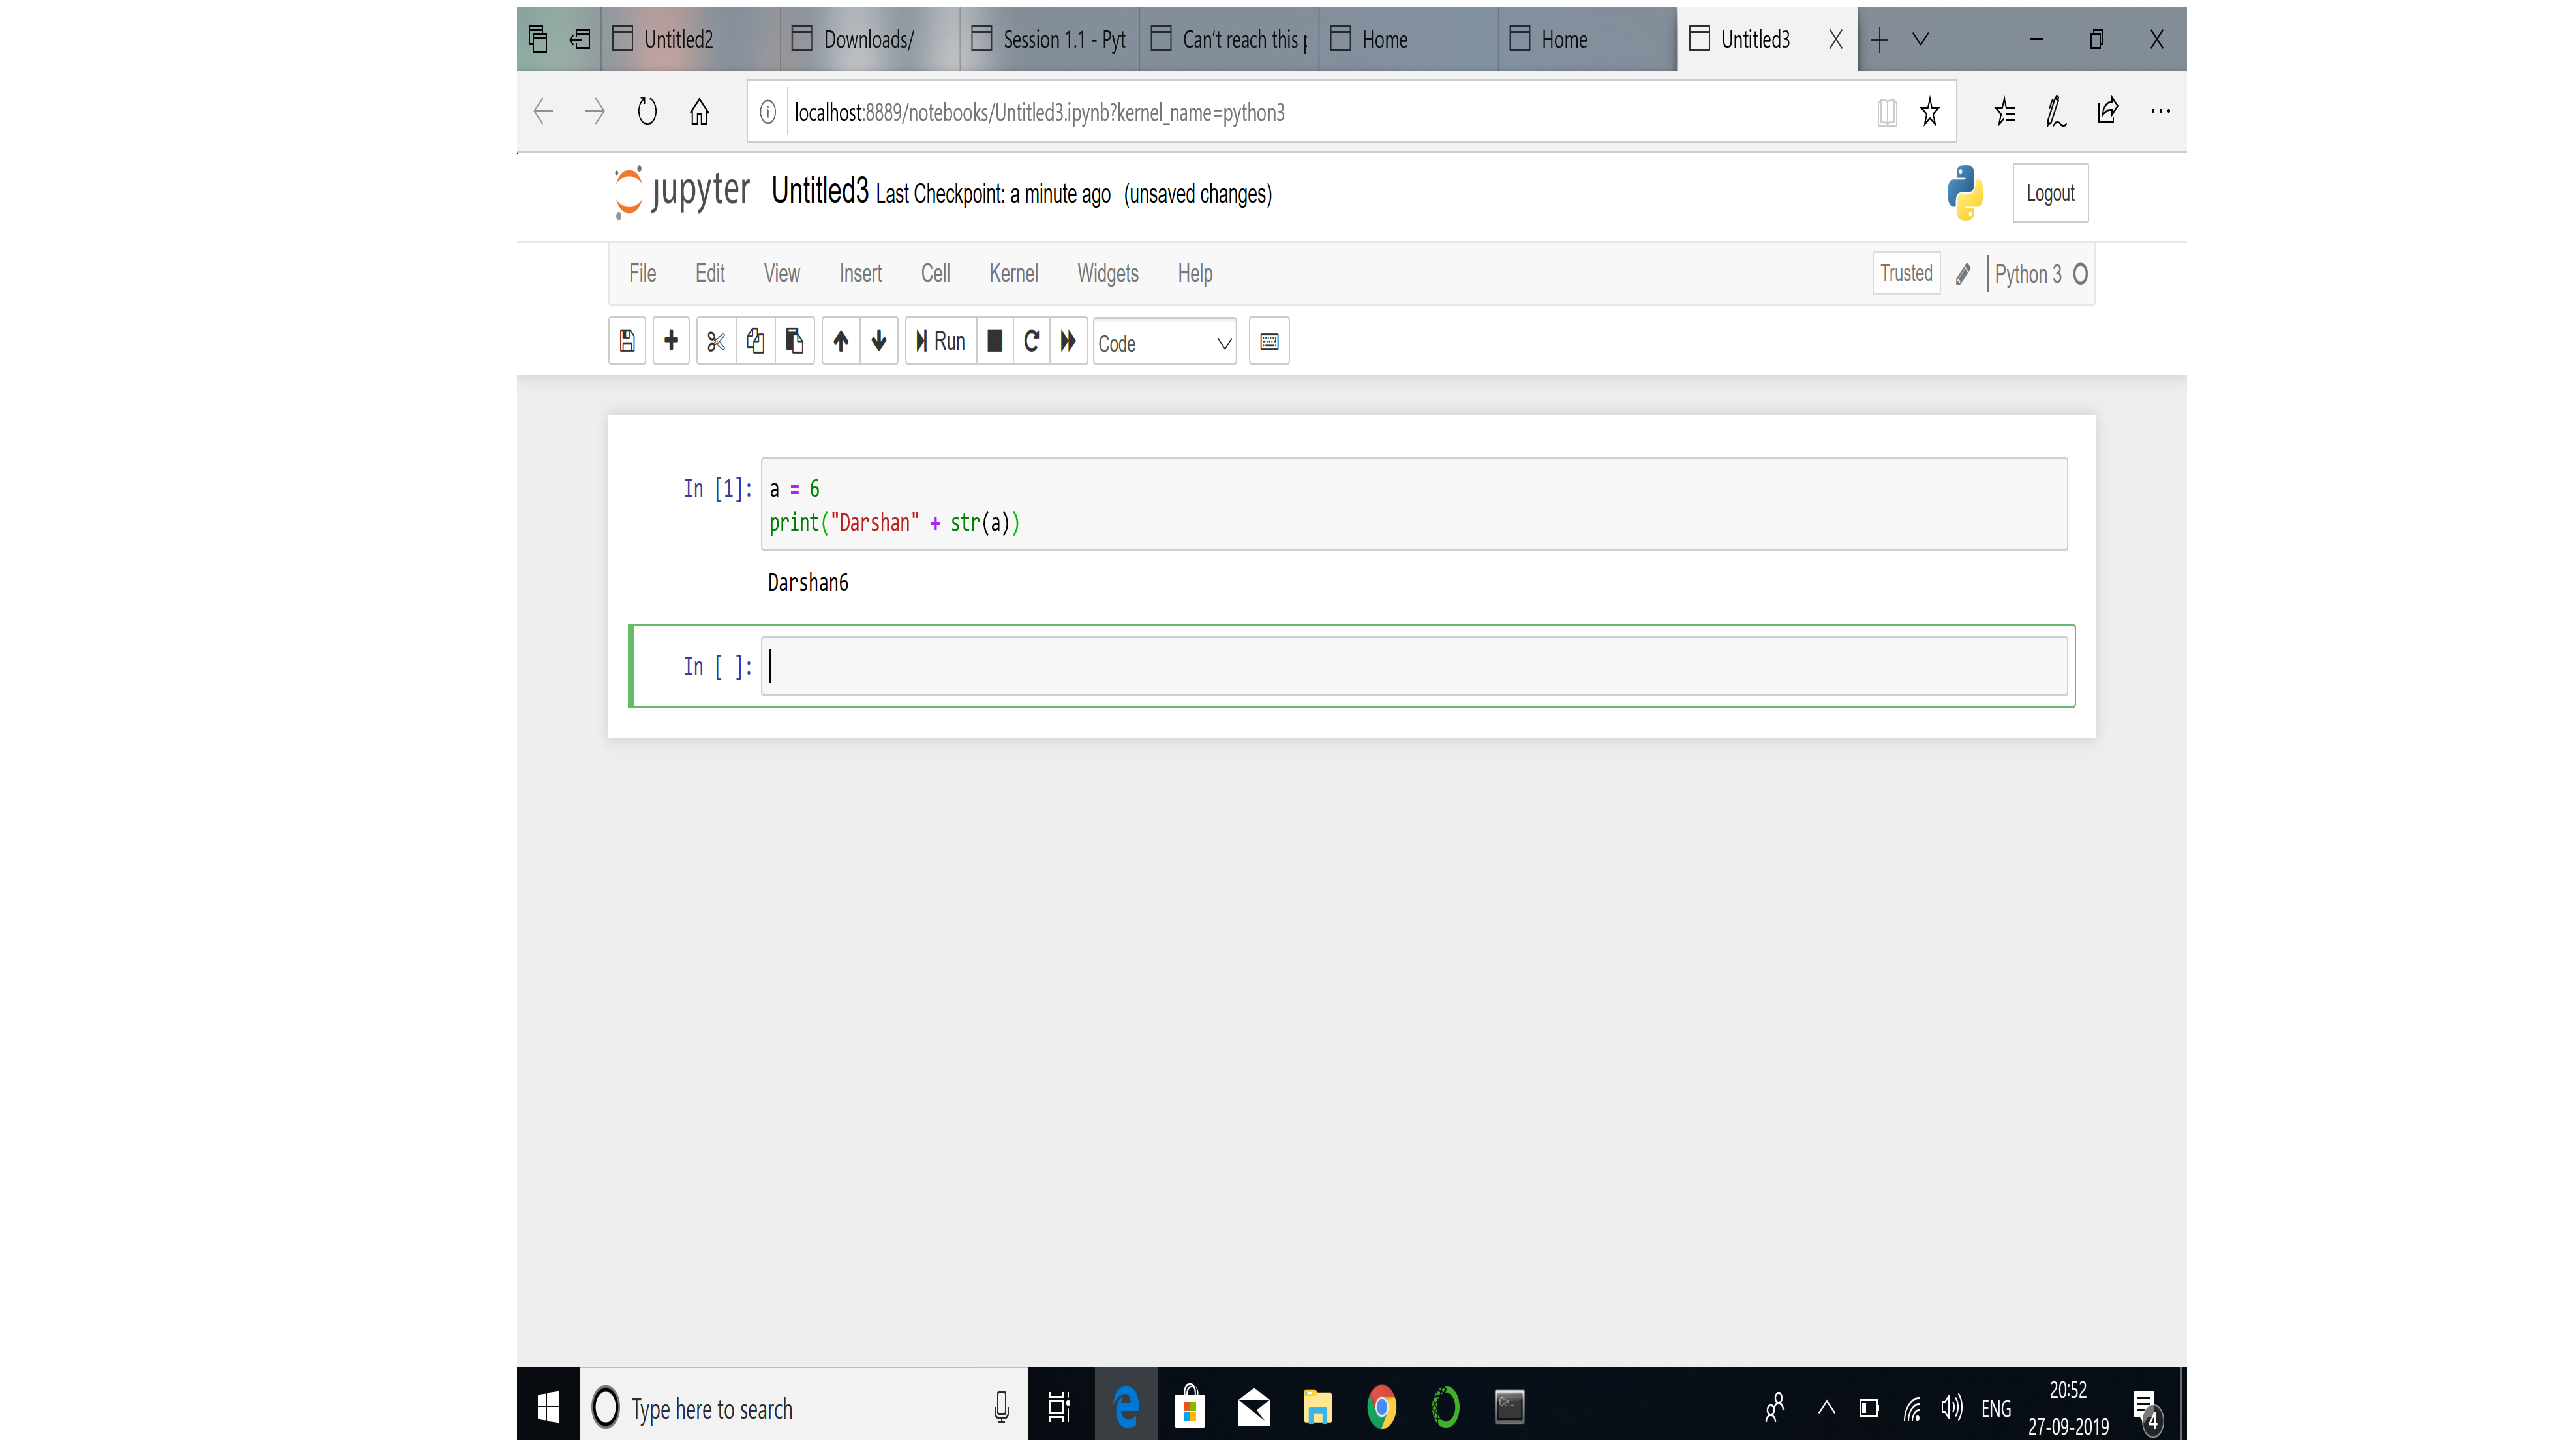 Untitled2 Downloads/ Session 1.1 - Pyt Can't reach this p Home Home Untitled3
localhost:8889/notebooks/Untitled3.ipynb?kernel_name=python3
jupyter Untitled3 Last Checkpoint: a minute ago (unsaved changes) Logout
File Edit View Insert Cell Kernel Widgets Help Trusted Python 3
Run Code
In [1]: a = 6
print("Darshan" + str(a))
Darshan6
In [ ]:
Type here to search ENG 20:52
27-09-2019 4